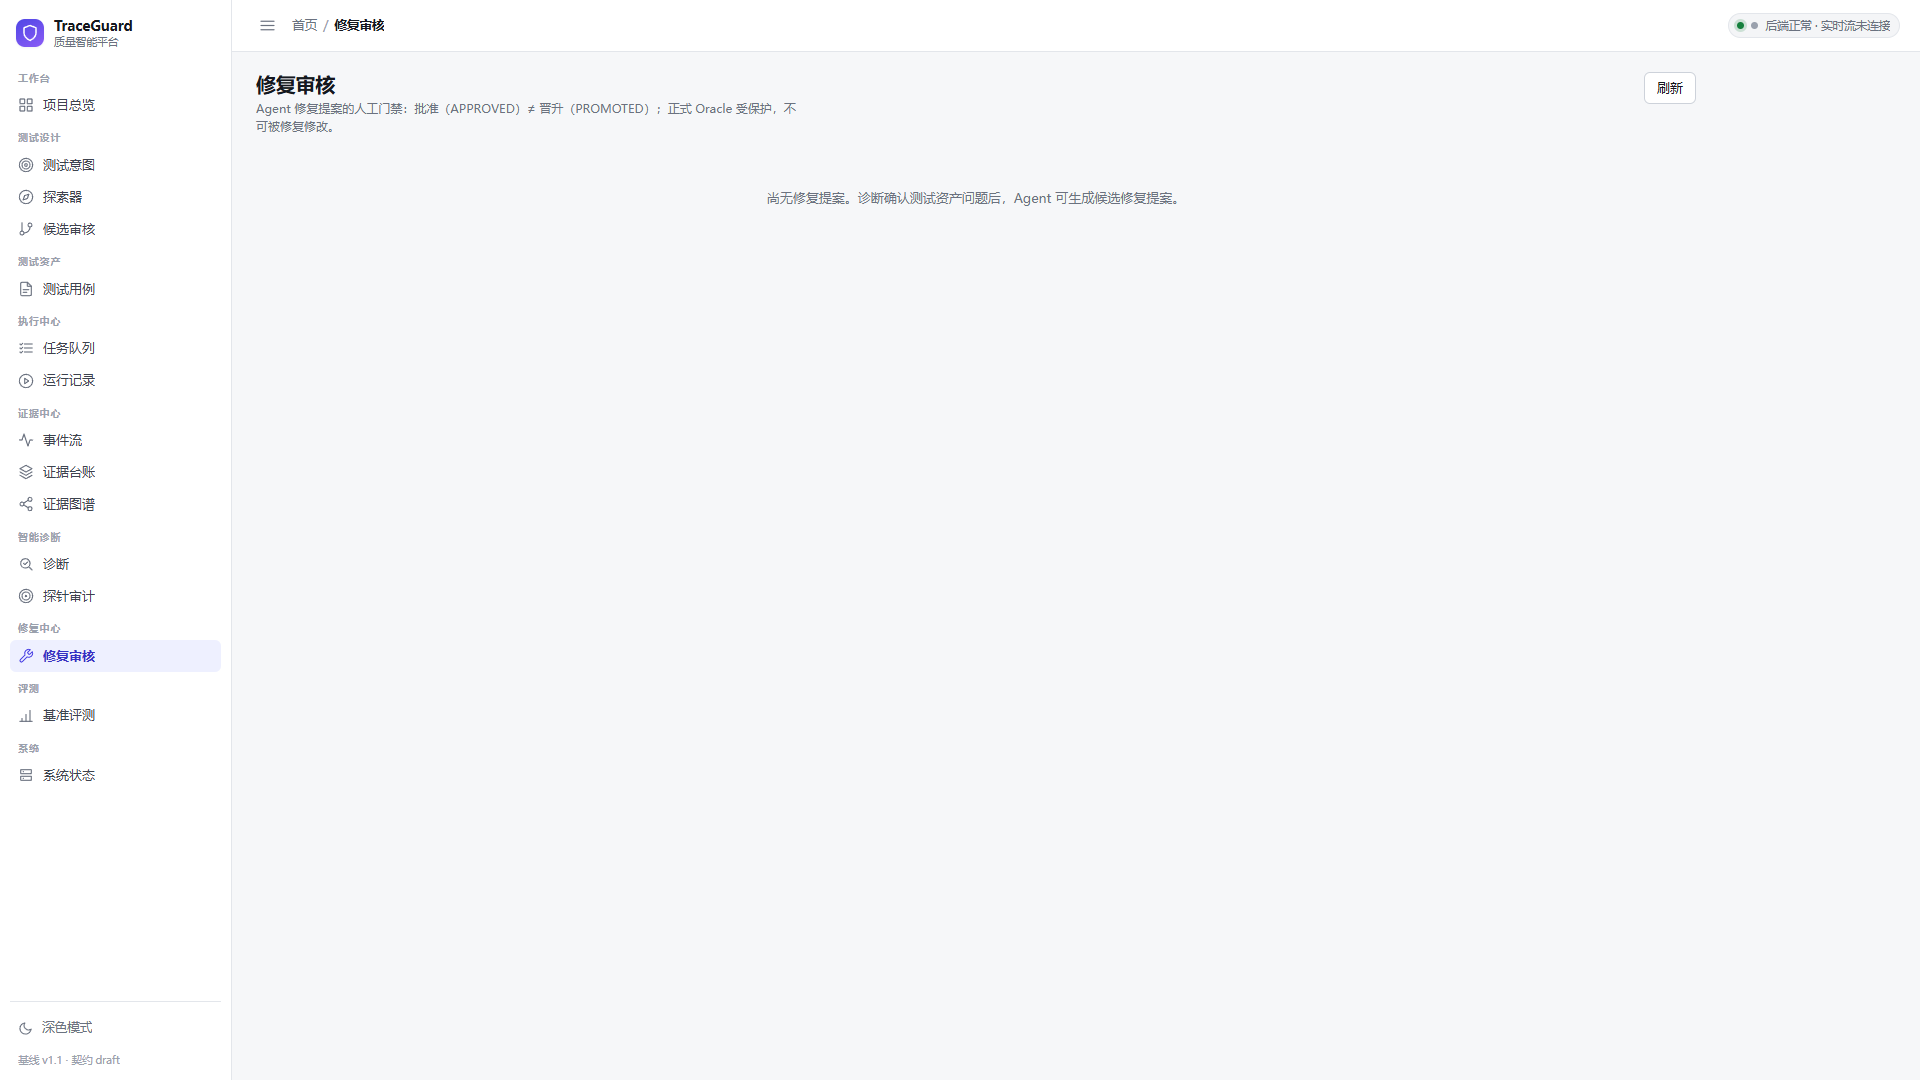 TraceGuard
质量智能平台
工作台
项目总览
测试设计
测试意图
探索器
候选审核
测试资产
测试用例
执行中心
任务队列
运行记录
证据中心
事件流
证据台账
证据图谱
智能诊断
诊断
探针审计
修复中心
修复审核
评测
基准评测
系统
系统状态
深色模式
基线 v1.1 · 契约 draft
首页 / 修复审核
后端正常 · 实时流未连接
修复审核
刷新
Agent 修复提案的人工门禁：批准（APPROVED）≠ 晋升（PROMOTED）；正式 Oracle 受保护，不
可被修复修改。
尚无修复提案。诊断确认测试资产问题后，Agent 可生成候选修复提案。